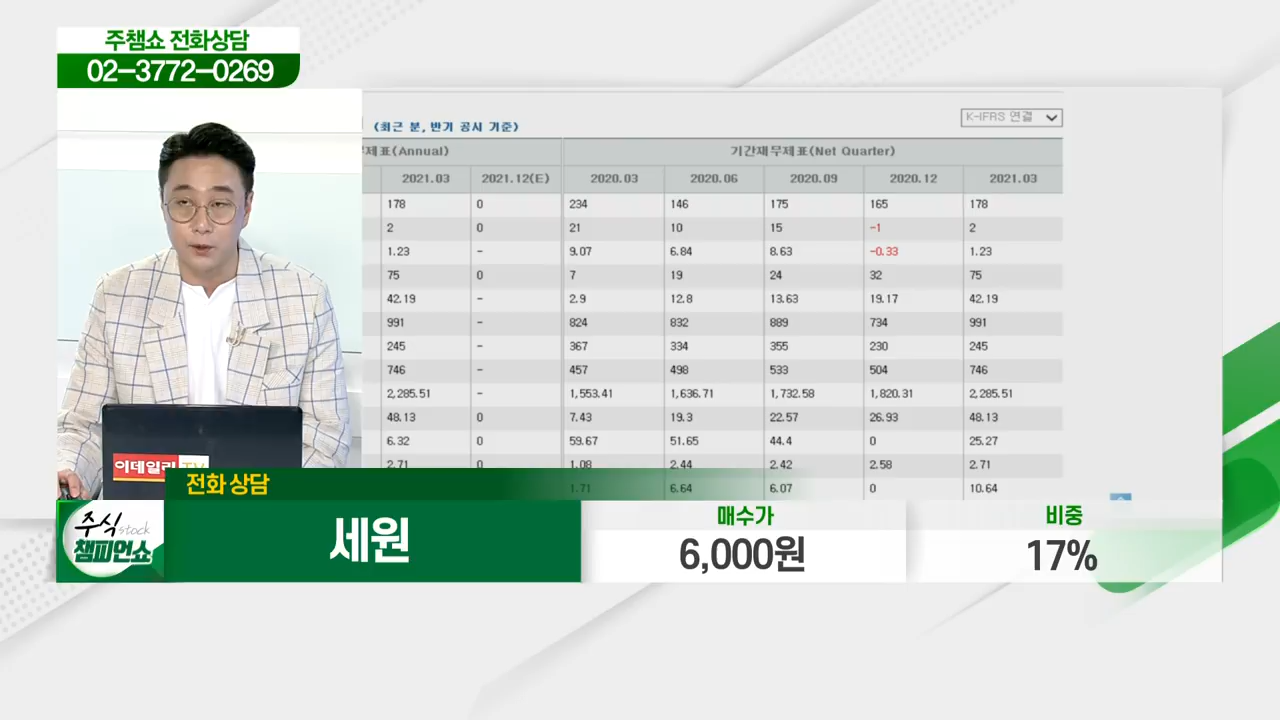 주챔쇼 전화상담
02-3772-0269
(최근 분, 반기 공시 기준)
K-IFRS 연결
제표(Annual) 기간재무제표(Net Quarter)
2021.03 2021.12(E) 2020.03 2020.06 2020.09 2020.12 2021.03
178 0 234 146 175 165 178
2 0 21 10 15 -1 2
1.23 - 9.07 6.84 8.63 -0.33 1.23
75 0 7 19 24 32 75
42.19 - 2.9 12.8 13.63 19.17 42.19
991 - 824 832 889 734 991
245 - 367 334 355 230 245
746 - 457 498 533 504 746
2,285.51 - 1,553.41 1,636.71 1,732.58 1,820.31 2,285.51
48.13 0 7.43 19.3 22.57 26.93 48.13
6.32 0 59.67 51.65 44.4 0 25.27
2.71 0 1.08 2.44 2.42 2.58 2.71
1.71 6.64 6.07 0 10.64
이데일리 TV
전화 상담
주식 stock
챔피언쇼
세원
매수가
6,000원
비중
17%